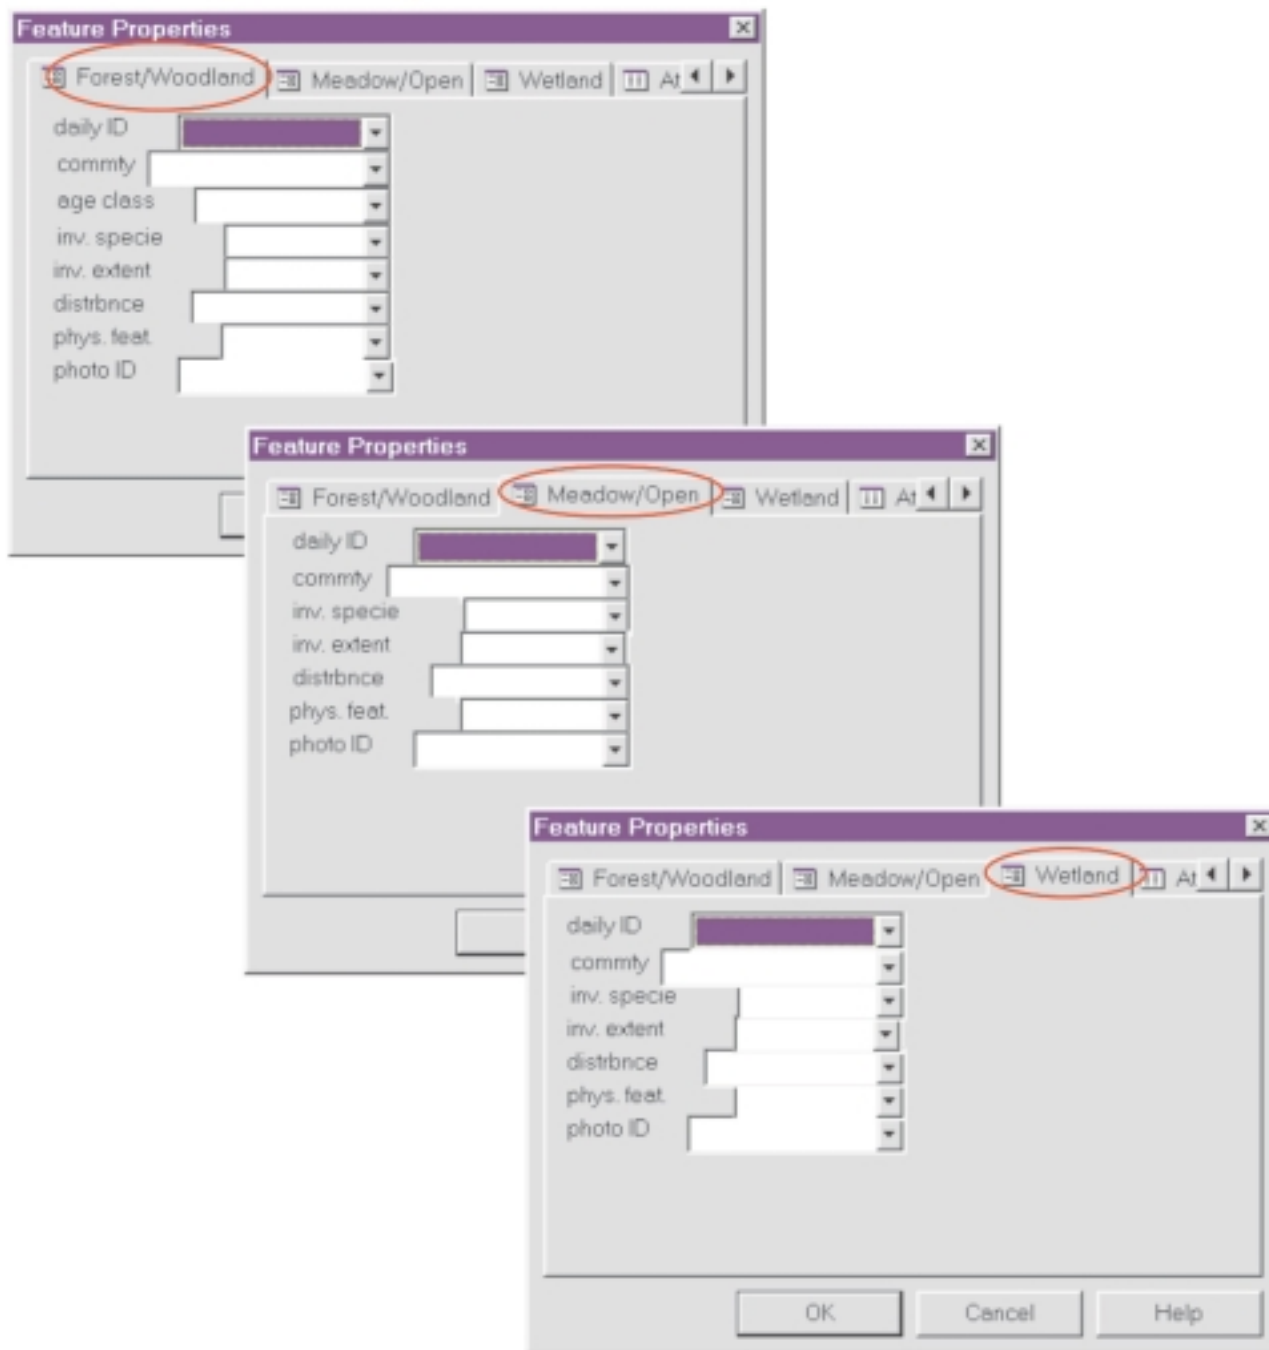 Feature Properties
Forest/Woodland Meadow/Open Wetland At
daily ID
commty
age class
inv. specie
inv. extent
distrbnce
phys. feat.
photo ID
Feature Properties
Forest/Woodland Meadow/Open Wetland At
daily ID
commty
inv. specie
inv. extent
distrbnce
phys. feat.
photo ID
Feature Properties
Forest/Woodland Meadow/Open Wetland At
daily ID
commty
inv. specie
inv. extent
distrbnce
phys. feat.
photo ID
OK Cancel Help